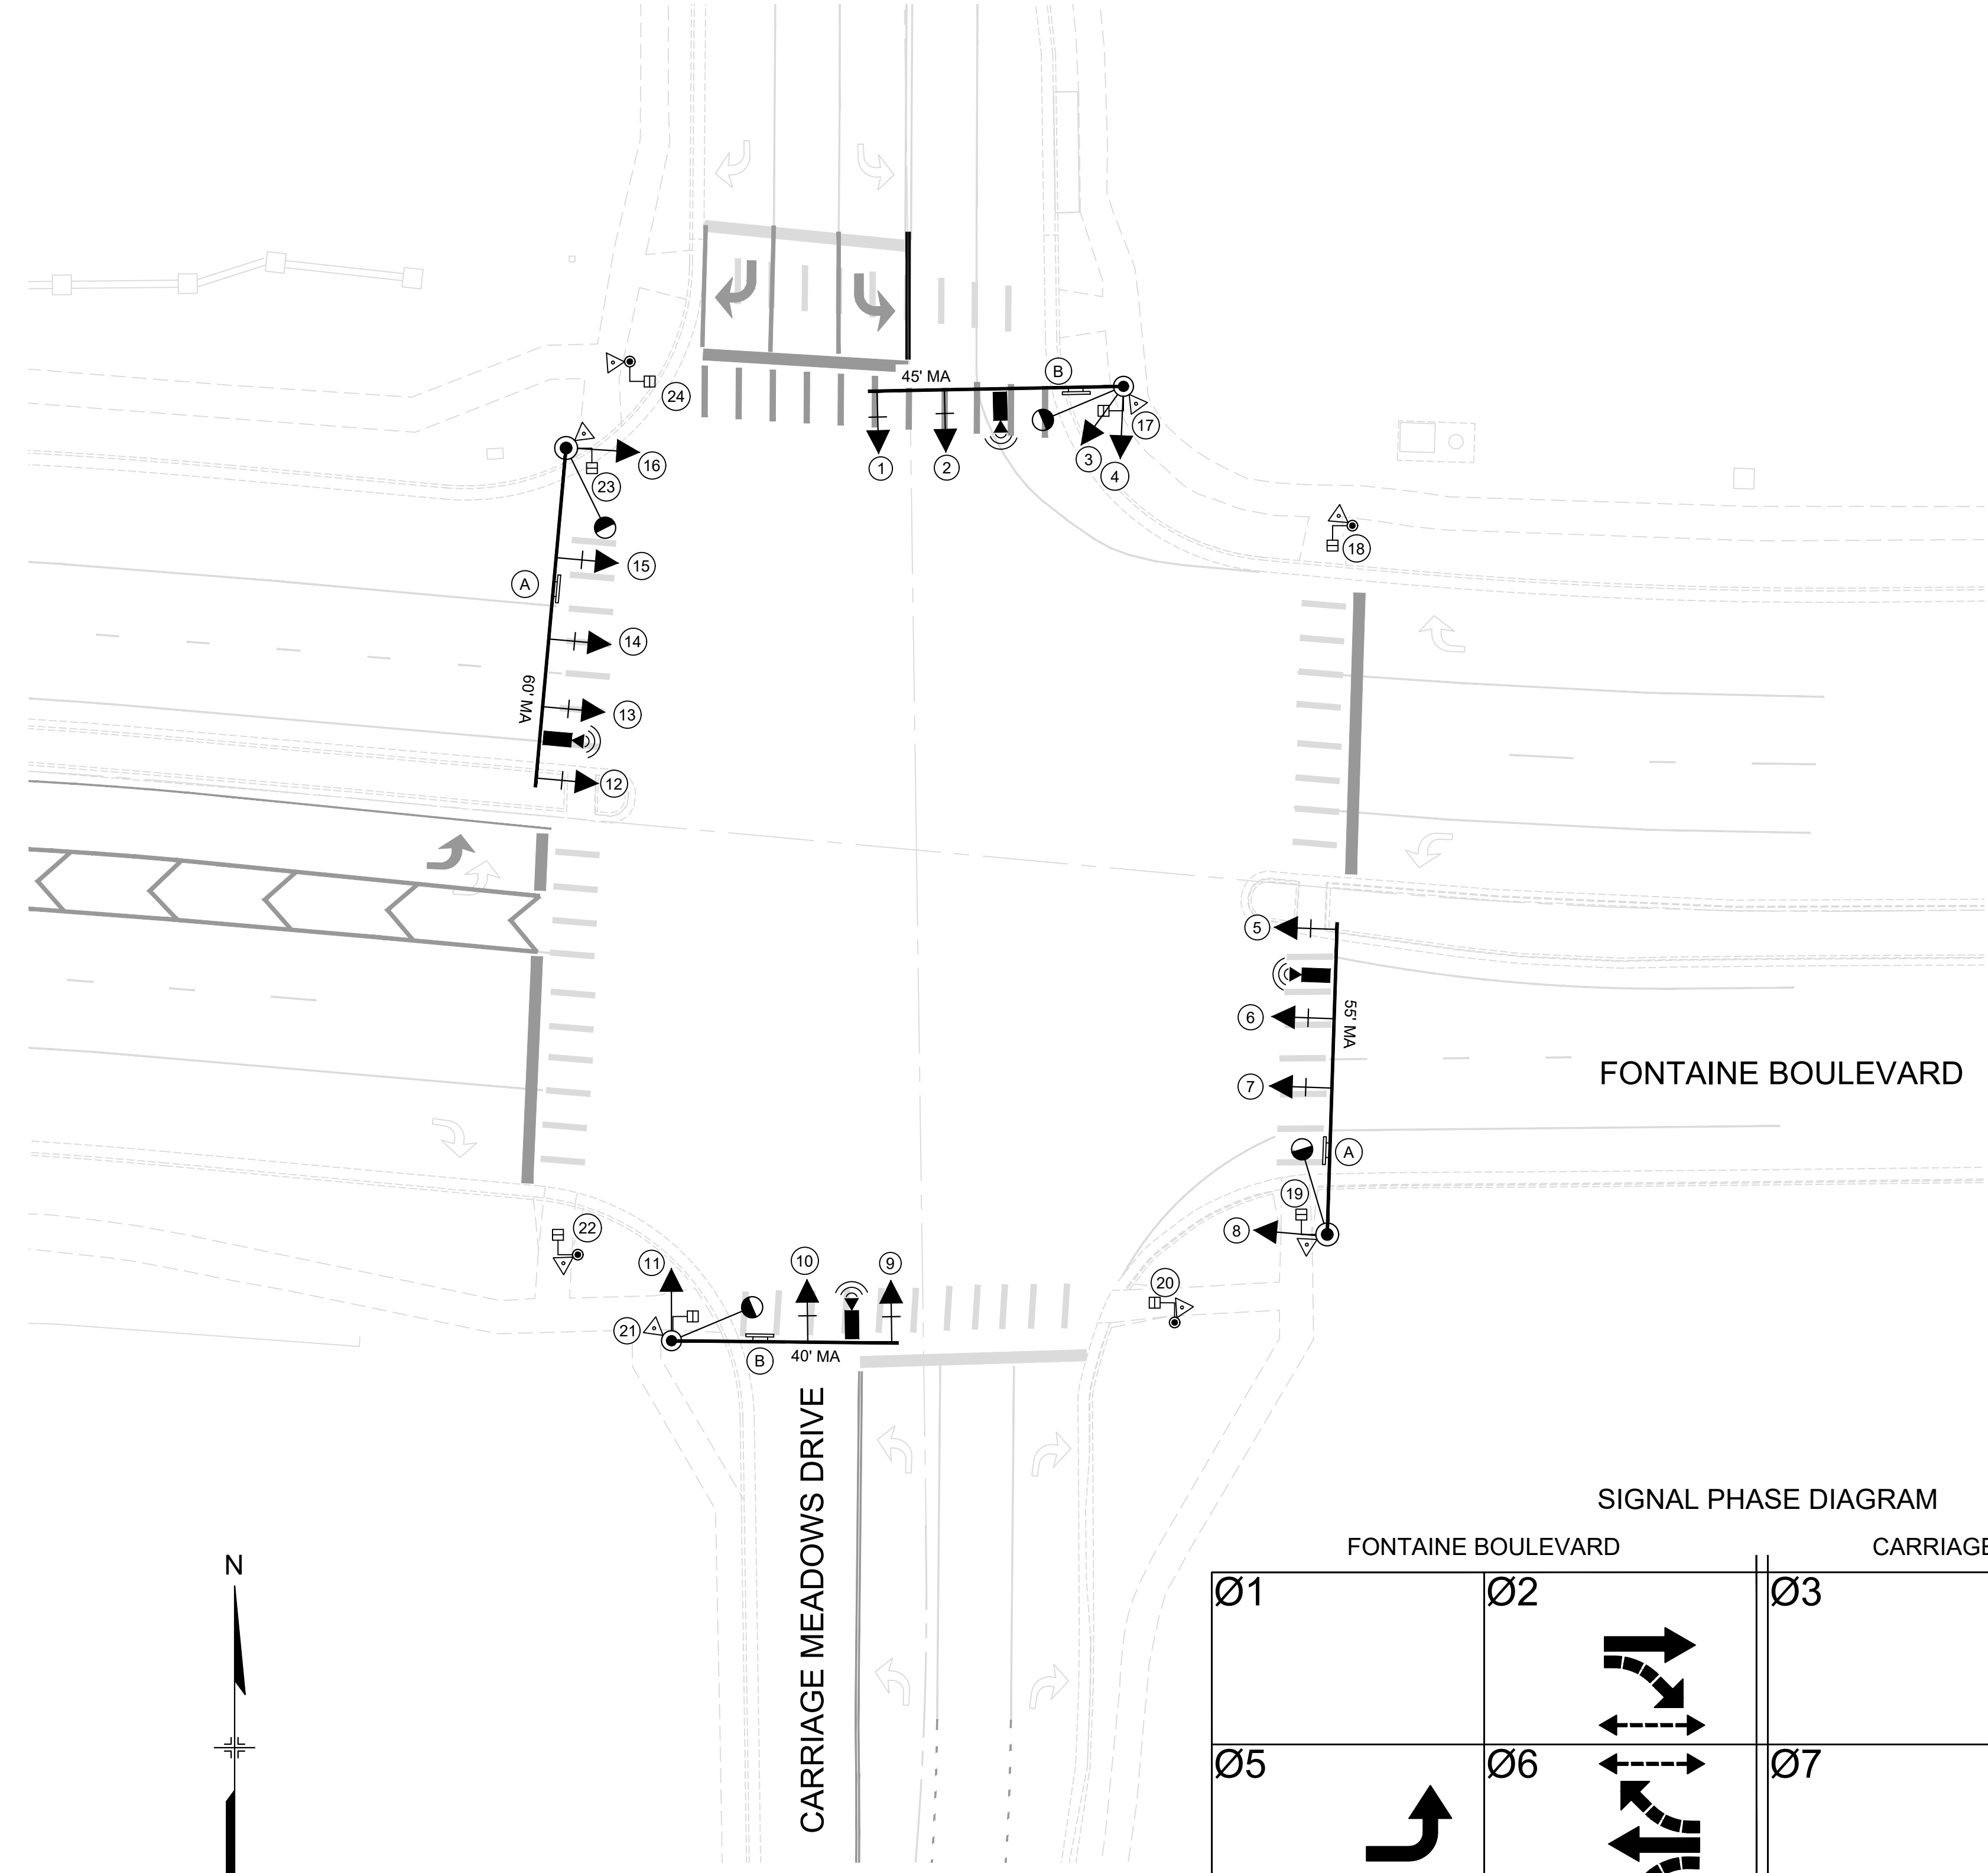 45' MA
B
24
17
16
1
2
3
4
23
18
15
A
14
60' MA
13
12
5
6
55' MA
FONTAINE BOULEVARD
7
A
19
22
8
11
10
9
20
21
B
40' MA
CARRIAGE MEADOWS DRIVE
N
SIGNAL PHASE DIAGRAM
FONTAINE BOULEVARD
CARRIAGE
Ø1
Ø2
Ø3
Ø5
Ø6
Ø7